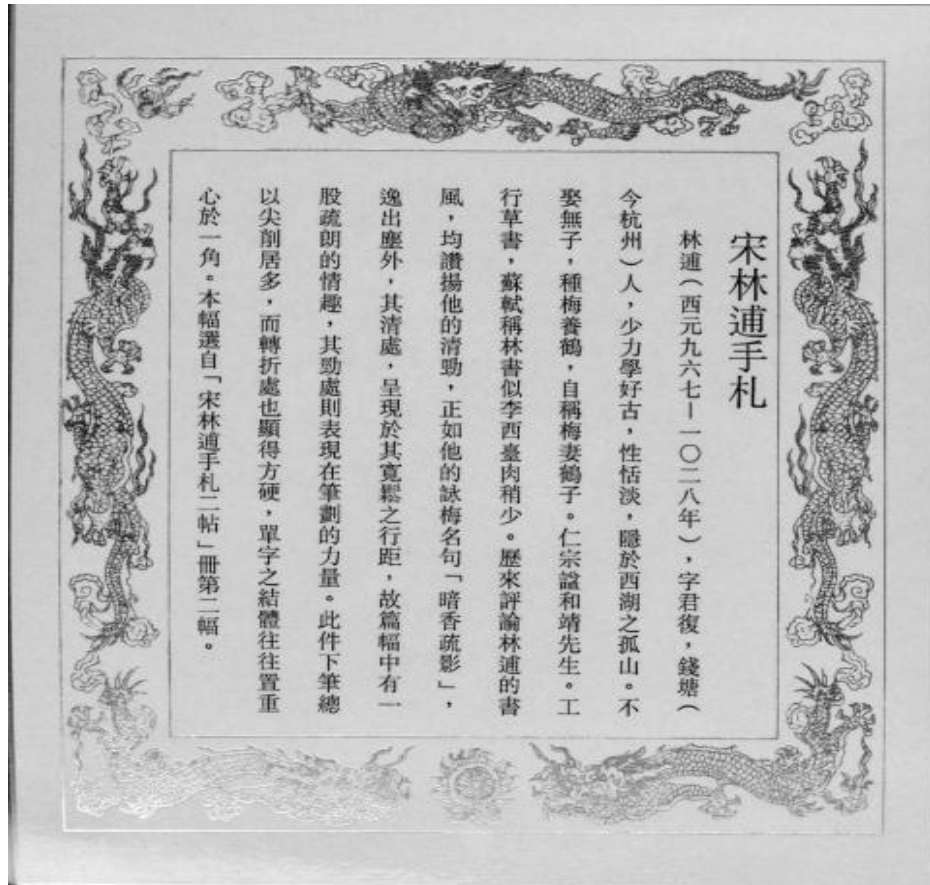 宋林逋手札
林逋（西元九六七－一〇二八年），字君復，錢塘（
今杭州）人，少力學好古，性恬淡，隱於西湖之孤山。不
娶無子，種梅養鶴，自稱梅妻鶴子。仁宗諡和靖先生。工
行草書，蘇軾稱林書似李西臺肉稍少。歷來評論林逋的書
風，均讚揚他的清勁，正如他的詠梅名句「暗香疏影」，
逸出塵外，其清處，呈現於其寬鬆之行距，故篇幅中有一
股疏朗的情趣，其勁處則表現在筆劃的力量。此件下筆總
以尖削居多，而轉折處也顯得方硬，單字之結體往往置重
心於一角。本幅選自「宋林逋手札二帖」冊第二幅。